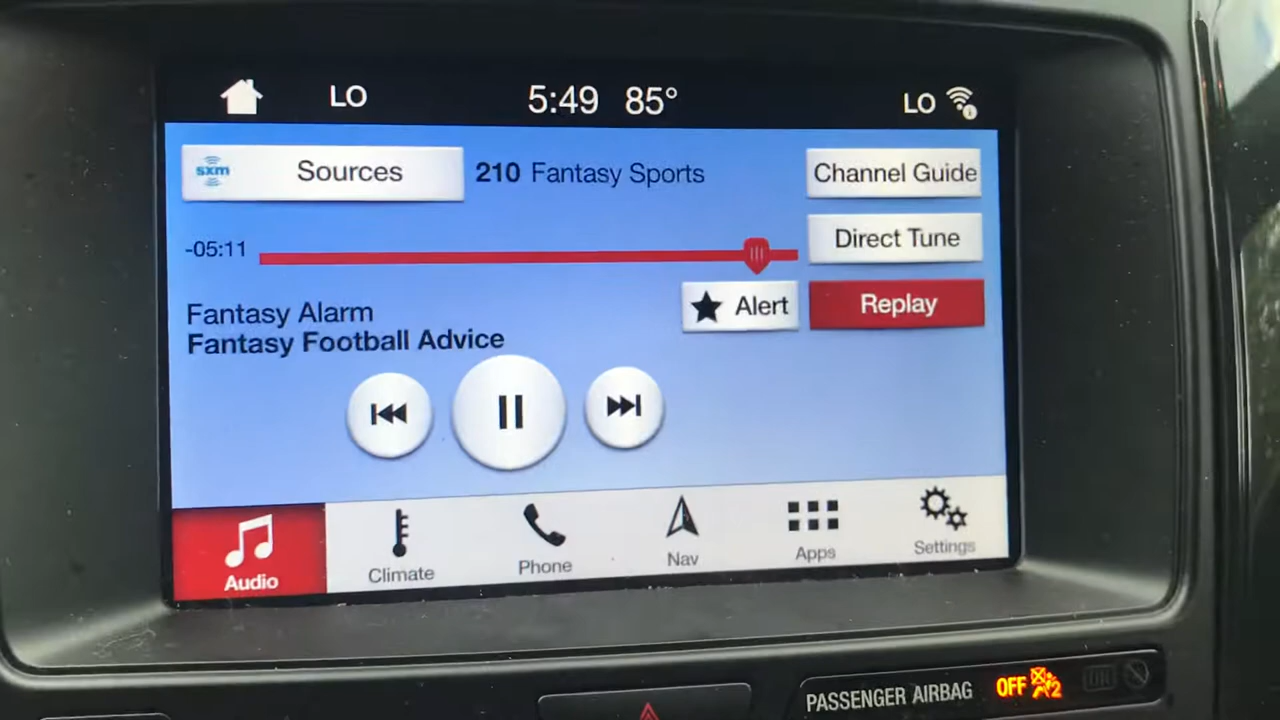 LO 5:49 85° LO
sxm Sources 210 Fantasy Sports Channel Guide
-05:11 Direct Tune
Fantasy Alarm Alert Replay
Fantasy Football Advice
Audio Climate Phone Nav Apps Settings
PASSENGER AIRBAG OFF 2